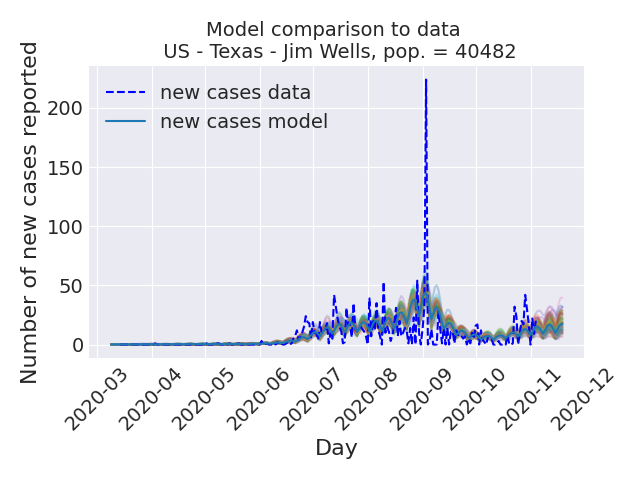 Model comparison to data
US - Texas - Jim Wells, pop. = 40482
Number of new cases reported
200
150
100
50
0
new cases data
new cases model
2020-03
2020-04
2020-05
2020-06
2020-07
2020-08
2020-09
2020-10
2020-11
2020-12
Day